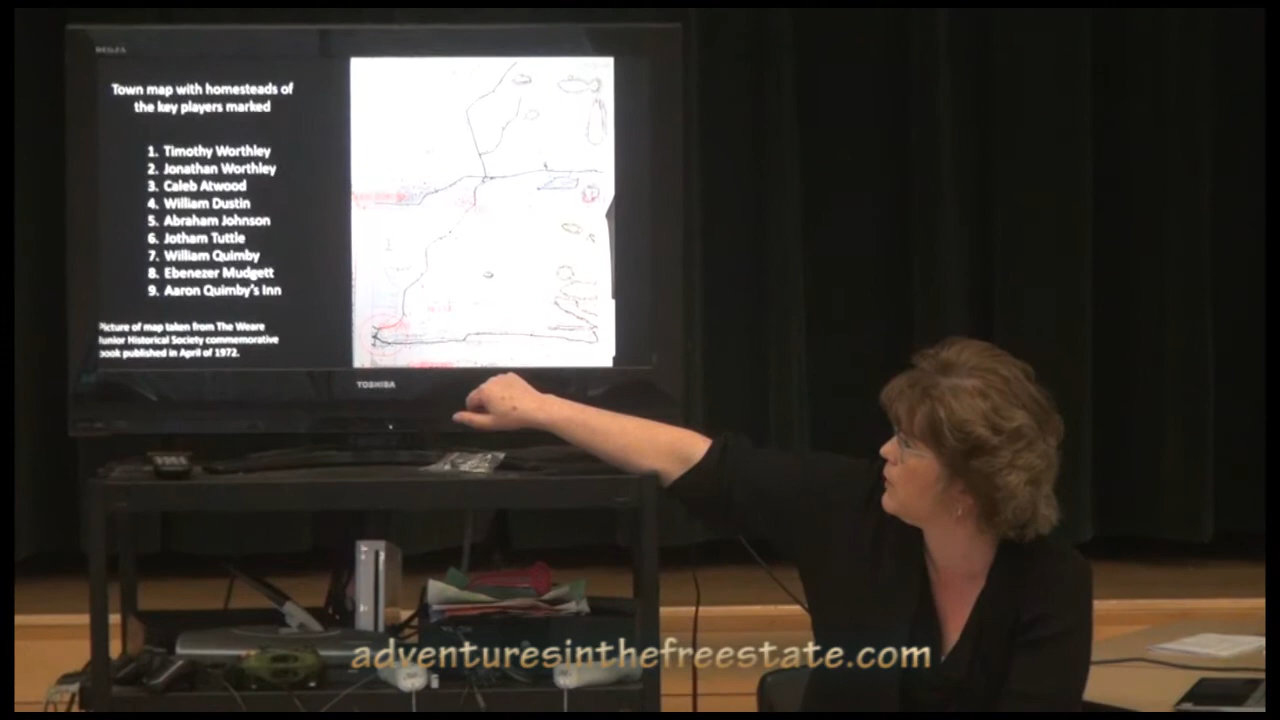 Town map with homesteads of
the key players marked
1. Timothy Worthley
2. Jonathan Worthley
3. Caleb Atwood
4. William Dustin
5. Abraham Johnson
6. Jotham Tuttle
7. William Quimby
8. Ebenezer Mudgett
9. Aaron Quimby's Inn
Picture of map taken from The Weare
Junior Historical Society commemorative
book published in April of 1972.
TOSHIBA
adventuresinthefreestate.com